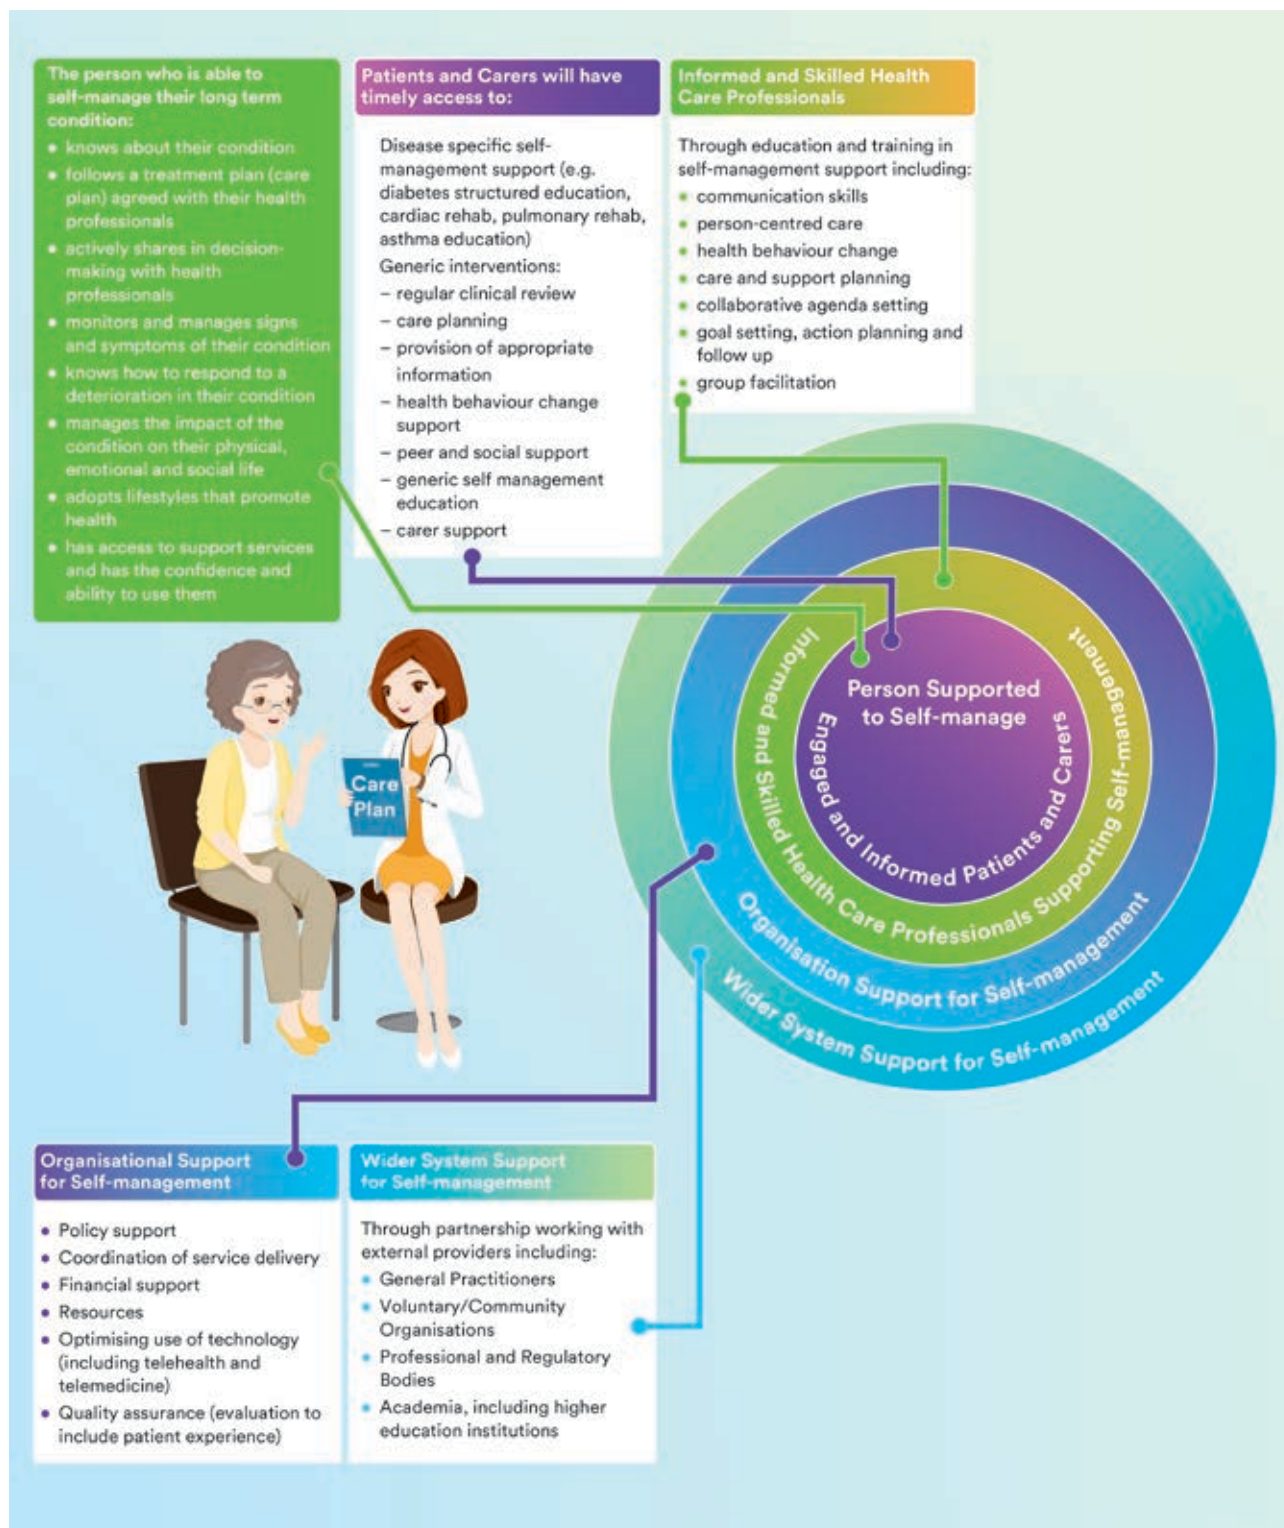 The person who is able to
self-manage their long term
condition:
• knows about their condition
• follows a treatment plan (care
plan) agreed with their health
professionals
• actively shares in decision-
making with health
professionals
• monitors and manages signs
and symptoms of their condition
• knows how to respond to a
deterioration in their condition
• manages the impact of the
condition on their physical,
emotional and social life
• adopts lifestyles that promote
health
• has access to support services
and has the confidence and
ability to use them
Patients and Carers will have
timely access to:
Disease specific self-
management support (e.g.
diabetes structured education,
cardiac rehab, pulmonary rehab,
asthma education)
Generic interventions:
– regular clinical review
– care planning
– provision of appropriate
information
– health behaviour change
support
– peer and social support
– generic self management
education
– carer support
Informed and Skilled Health
Care Professionals
Through education and training in
self-management support including:
• communication skills
• person-centred care
• health behaviour change
• care and support planning
• collaborative agenda setting
• goal setting, action planning and
follow up
• group facilitation
Person Supported
to Self-manage
Engaged and Informed Patients and Carers
Informed and Skilled Health Care Professionals Supporting Self-management
Organisation Support for Self-management
Wider System Support for Self-management
Care
Plan
Organisational Support
for Self-management
• Policy support
• Coordination of service delivery
• Financial support
• Resources
• Optimising use of technology
(including telehealth and
telemedicine)
• Quality assurance (evaluation to
include patient experience)
Wider System Support
for Self-management
Through partnership working with
external providers including:
• General Practitioners
• Voluntary/Community
Organisations
• Professional and Regulatory
Bodies
• Academia, including higher
education institutions